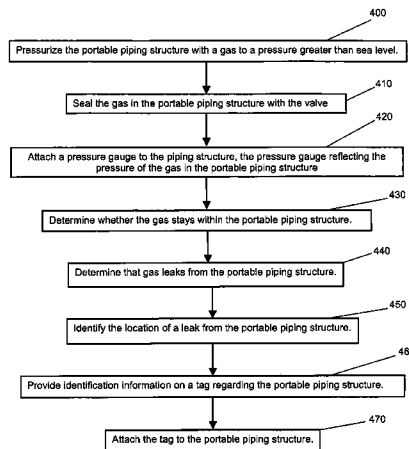 400
Pressurize the portable piping structure with a gas to a pressure greater than sea level.
410
Seal the gas in the portable piping structure with the valve
420
Attach a pressure gauge to the piping structure, the pressure gauge reflecting the
pressure of the gas in the portable piping structure
430
Determine whether the gas stays within the portable piping structure.
440
Determine that gas leaks from the portable piping structure.
450
Identify the location of a leak from the portable piping structure.
46
Provide identification information on a tag regarding the portable piping structure.
470
Attach the tag to the portable piping structure.